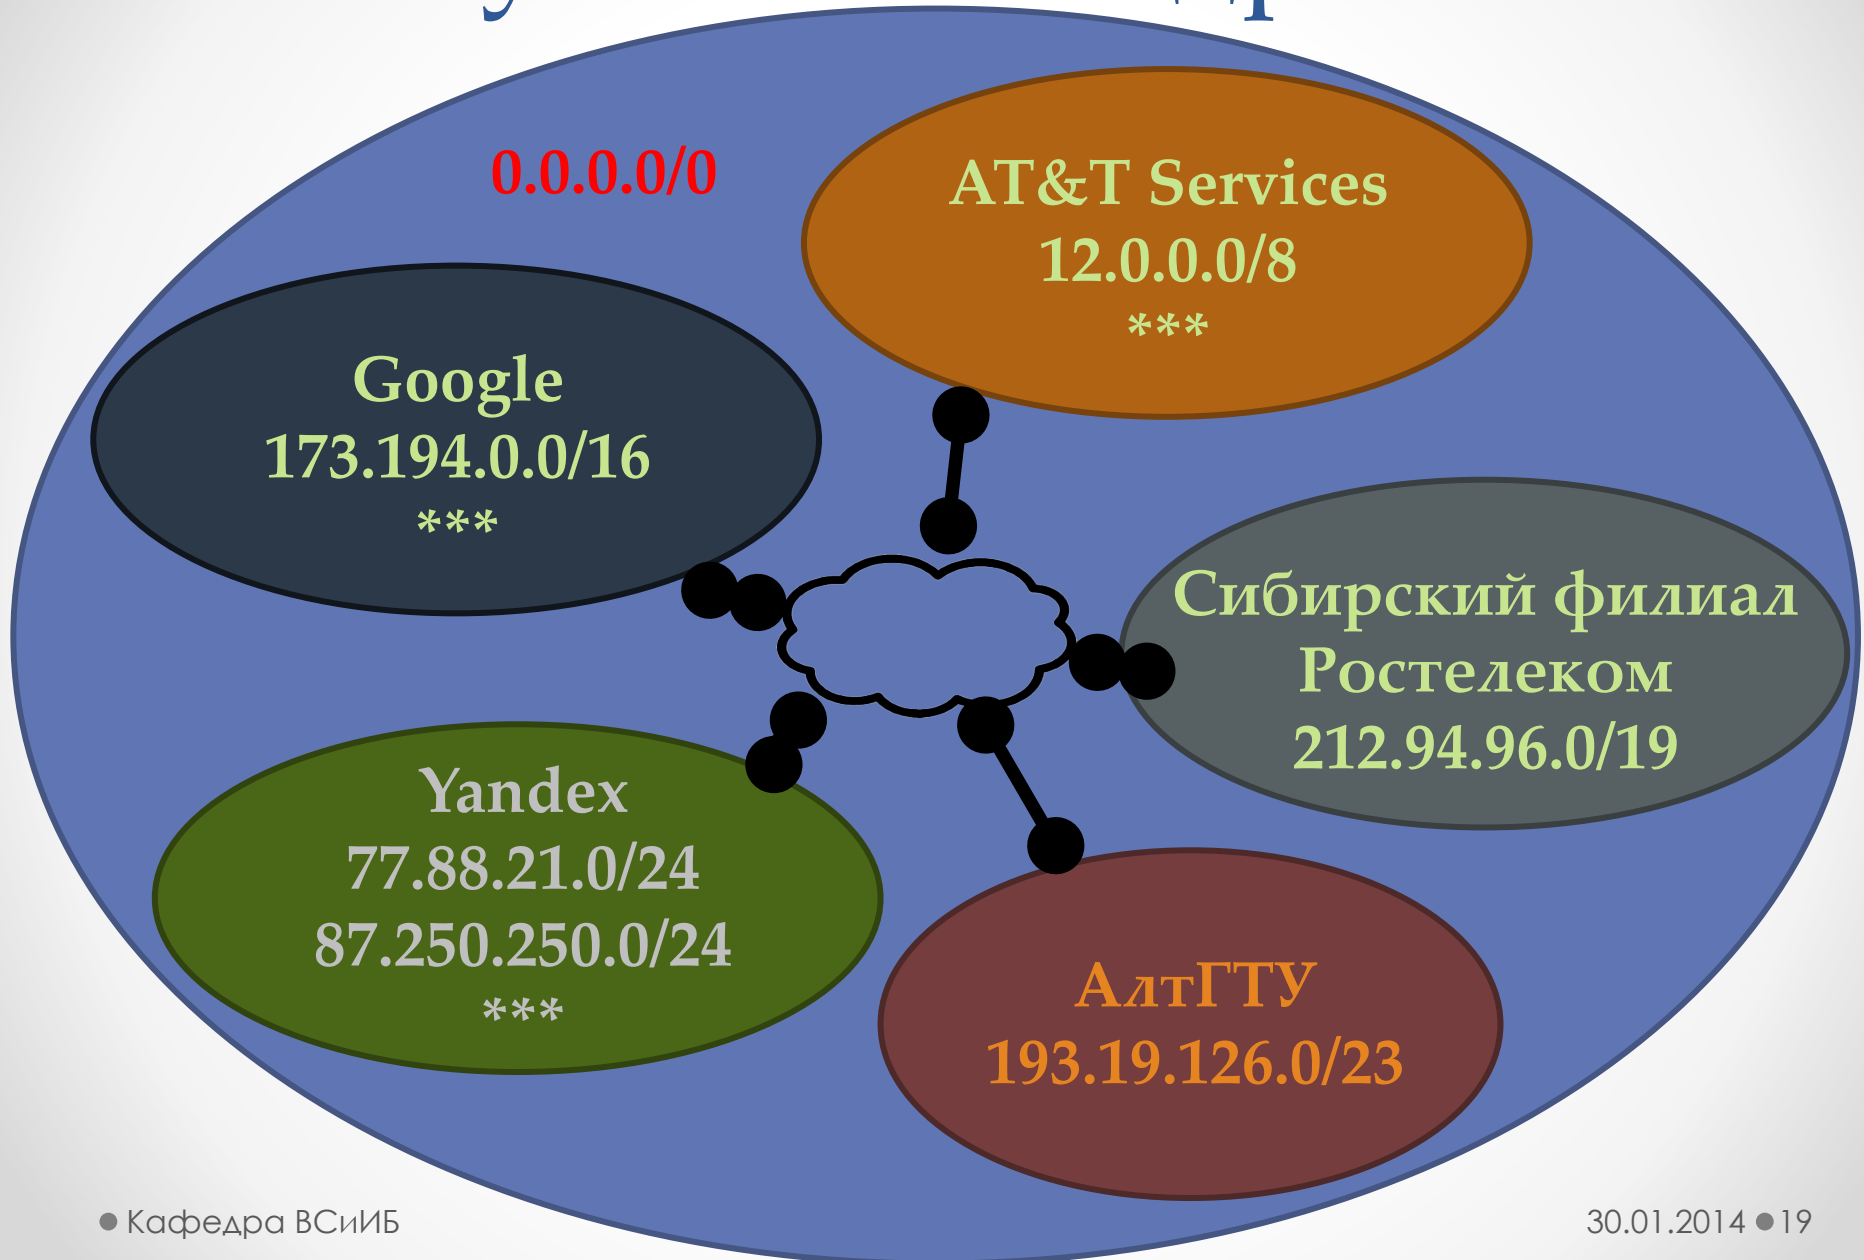 0.0.0.0/0
AT&T Services
12.0.0.0/8
***
Google
173.194.0.0/16
***
Сибирский филиал
Ростелеком
212.94.96.0/19
Yandex
77.88.21.0/24
87.250.250.0/24
***
АлтГТУ
193.19.126.0/23
Кафедра ВСиИБ
30.01.2014
19